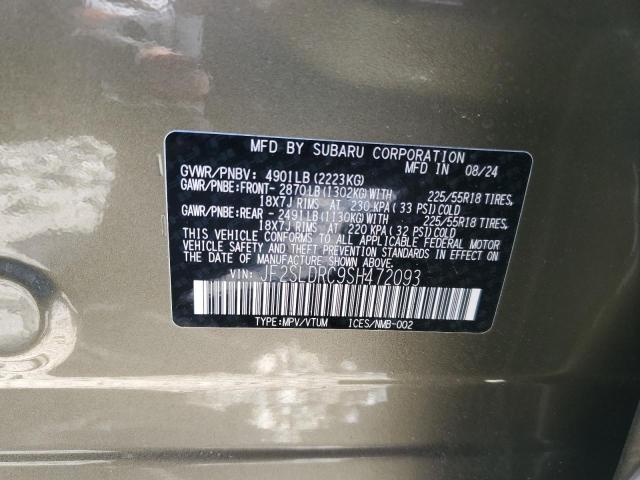 MFD BY SUBARU CORPORATION IN 08/24
GVWR/PNBV: 4901LB(2223KG)
GAWR/PNBE:FRONT- 2870LB(1302KG)WITH 225/55R18 TIRES,
18X7J RIMS AT 230 KPA(33 PSI)COLD
GAWR/PNBE:REAR - 2491LB(1130KG)WITH 225/55R18 TIRES,
18X7J RIMS AT 220 KPA(32 PSI)COLD
THIS VEHICLE CONFORMS TO ALL APPLICABLE FEDERAL MOTOR
VEHICLE SAFETY AND BUMPER STANDARDS IN EFFECT ON THE
DATE OF MANUFACTURE SHOWN ABOVE.
VIN: JF2SLDRC9SH472093
TYPE:MPV/VTUM ICES/NMB-002